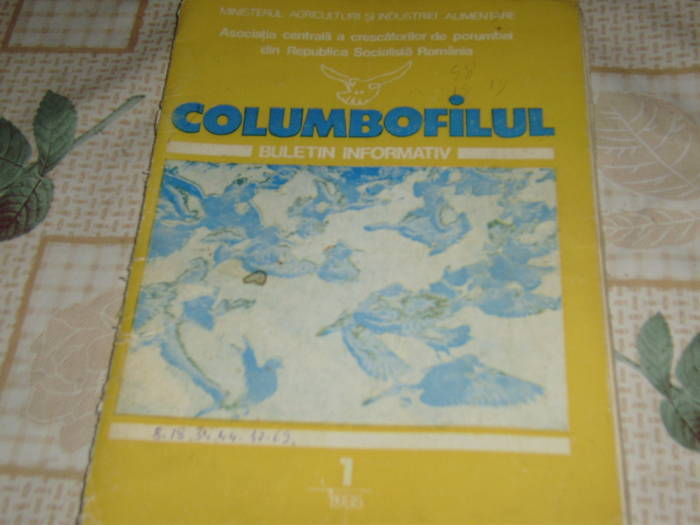 MINISTERUL AGRICULTURII ŞI INDUSTRIEI ALIMENTARE
Asociaţia centrală a crescătorilor de porumbei
din Republica Socialistă România
COLUMBOFILUL
BULETIN INFORMATIV
1